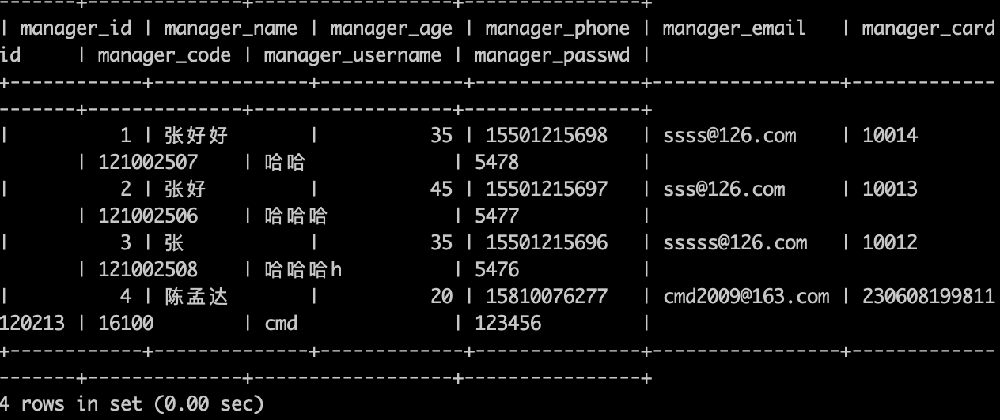 -------+--------------+-------------------+----------------+
| manager_id | manager_name | manager_age | manager_phone | manager_email   | manager_card
id      | manager_code | manager_username | manager_passwd |
+------------+--------------+-------------+---------------+-----------------+-------------
-------+--------------+-------------------+----------------+
|          1 | 张好好        |          35 | 15501215698   | ssss@126.com    | 10014
       | 121002507    | 哈哈              | 5478           |
|          2 | 张好         |          45 | 15501215697   | sss@126.com     | 10013
       | 121002506    | 哈哈哈            | 5477           |
|          3 | 张           |          35 | 15501215696   | sssss@126.com   | 10012
       | 121002508    | 哈哈哈h           | 5476           |
|          4 | 陈孟达        |          20 | 15810076277   | cmd2009@163.com | 230608199811
120213 | 16100        | cmd               | 123456         |
+------------+--------------+-------------+---------------+-----------------+-------------
-------+--------------+-------------------+----------------+
4 rows in set (0.00 sec)